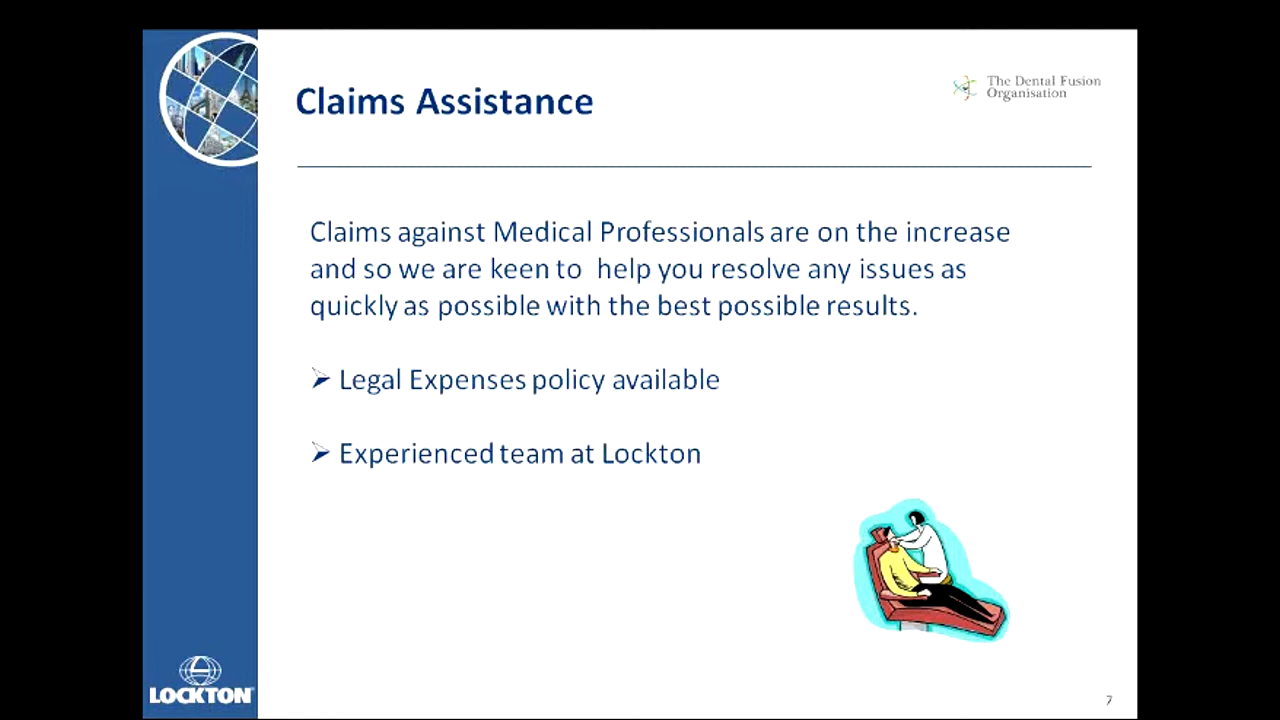 Claims Assistance
The Dental Fusion
Organisation
Claims against Medical Professionals are on the increase
and so we are keen to help you resolve any issues as
quickly as possible with the best possible results.
➢ Legal Expenses policy available
➢ Experienced team at Lockton
LOCKTON
7